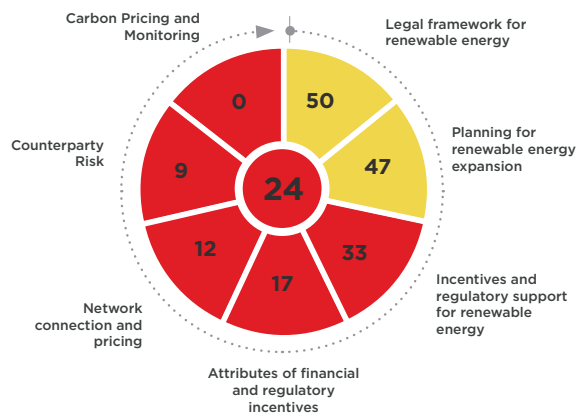 Legal framework for
renewable energy
50
Planning for
renewable energy
expansion
47
Incentives and
regulatory support
for renewable
energy
33
Attributes of financial
and regulatory
incentives
17
Network
connection and
pricing
12
Counterparty
Risk
9
Carbon Pricing and
Monitoring
0
24